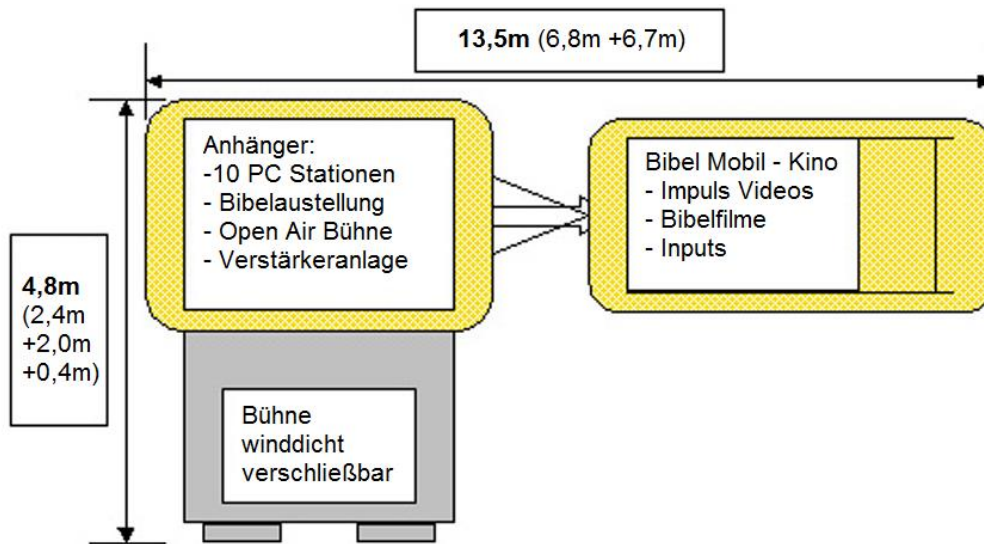 13,5m (6,8m +6,7m)
Anhänger:
-10 PC Stationen
- Bibelaustellung
- Open Air Bühne
- Verstärkeranlage
Bibel Mobil - Kino
- Impuls Videos
- Bibelfilme
- Inputs
4,8m
(2,4m
+2,0m
+0,4m)
Bühne
winddicht
verschließbar